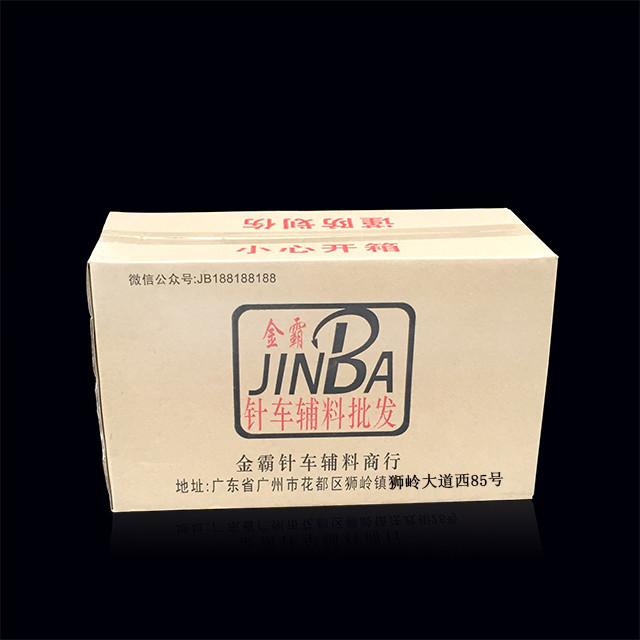 谨防划伤
小心开箱
微信公众号:JB188188188
金霸
JINBA
针车辅料批发
金霸针车辅料商行
地址:广东省广州市花都区狮岭镇狮岭大道西85号